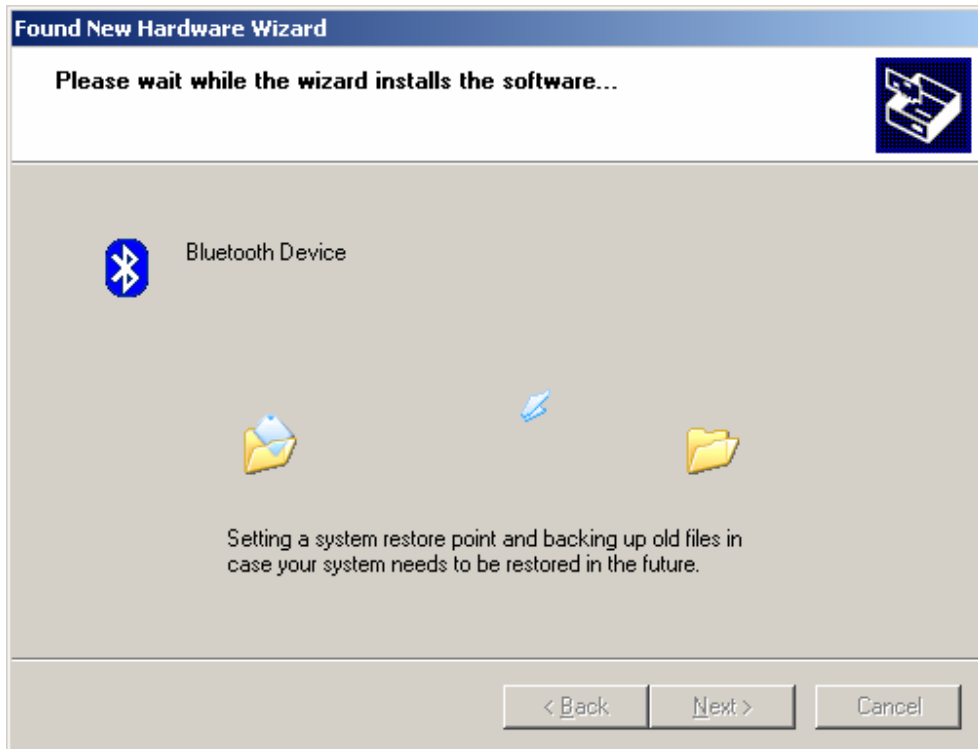 Found New Hardware Wizard
Please wait while the wizard installs the software...
Bluetooth Device
Setting a system restore point and backing up old files in
case your system needs to be restored in the future.
< Back
Next >
Cancel